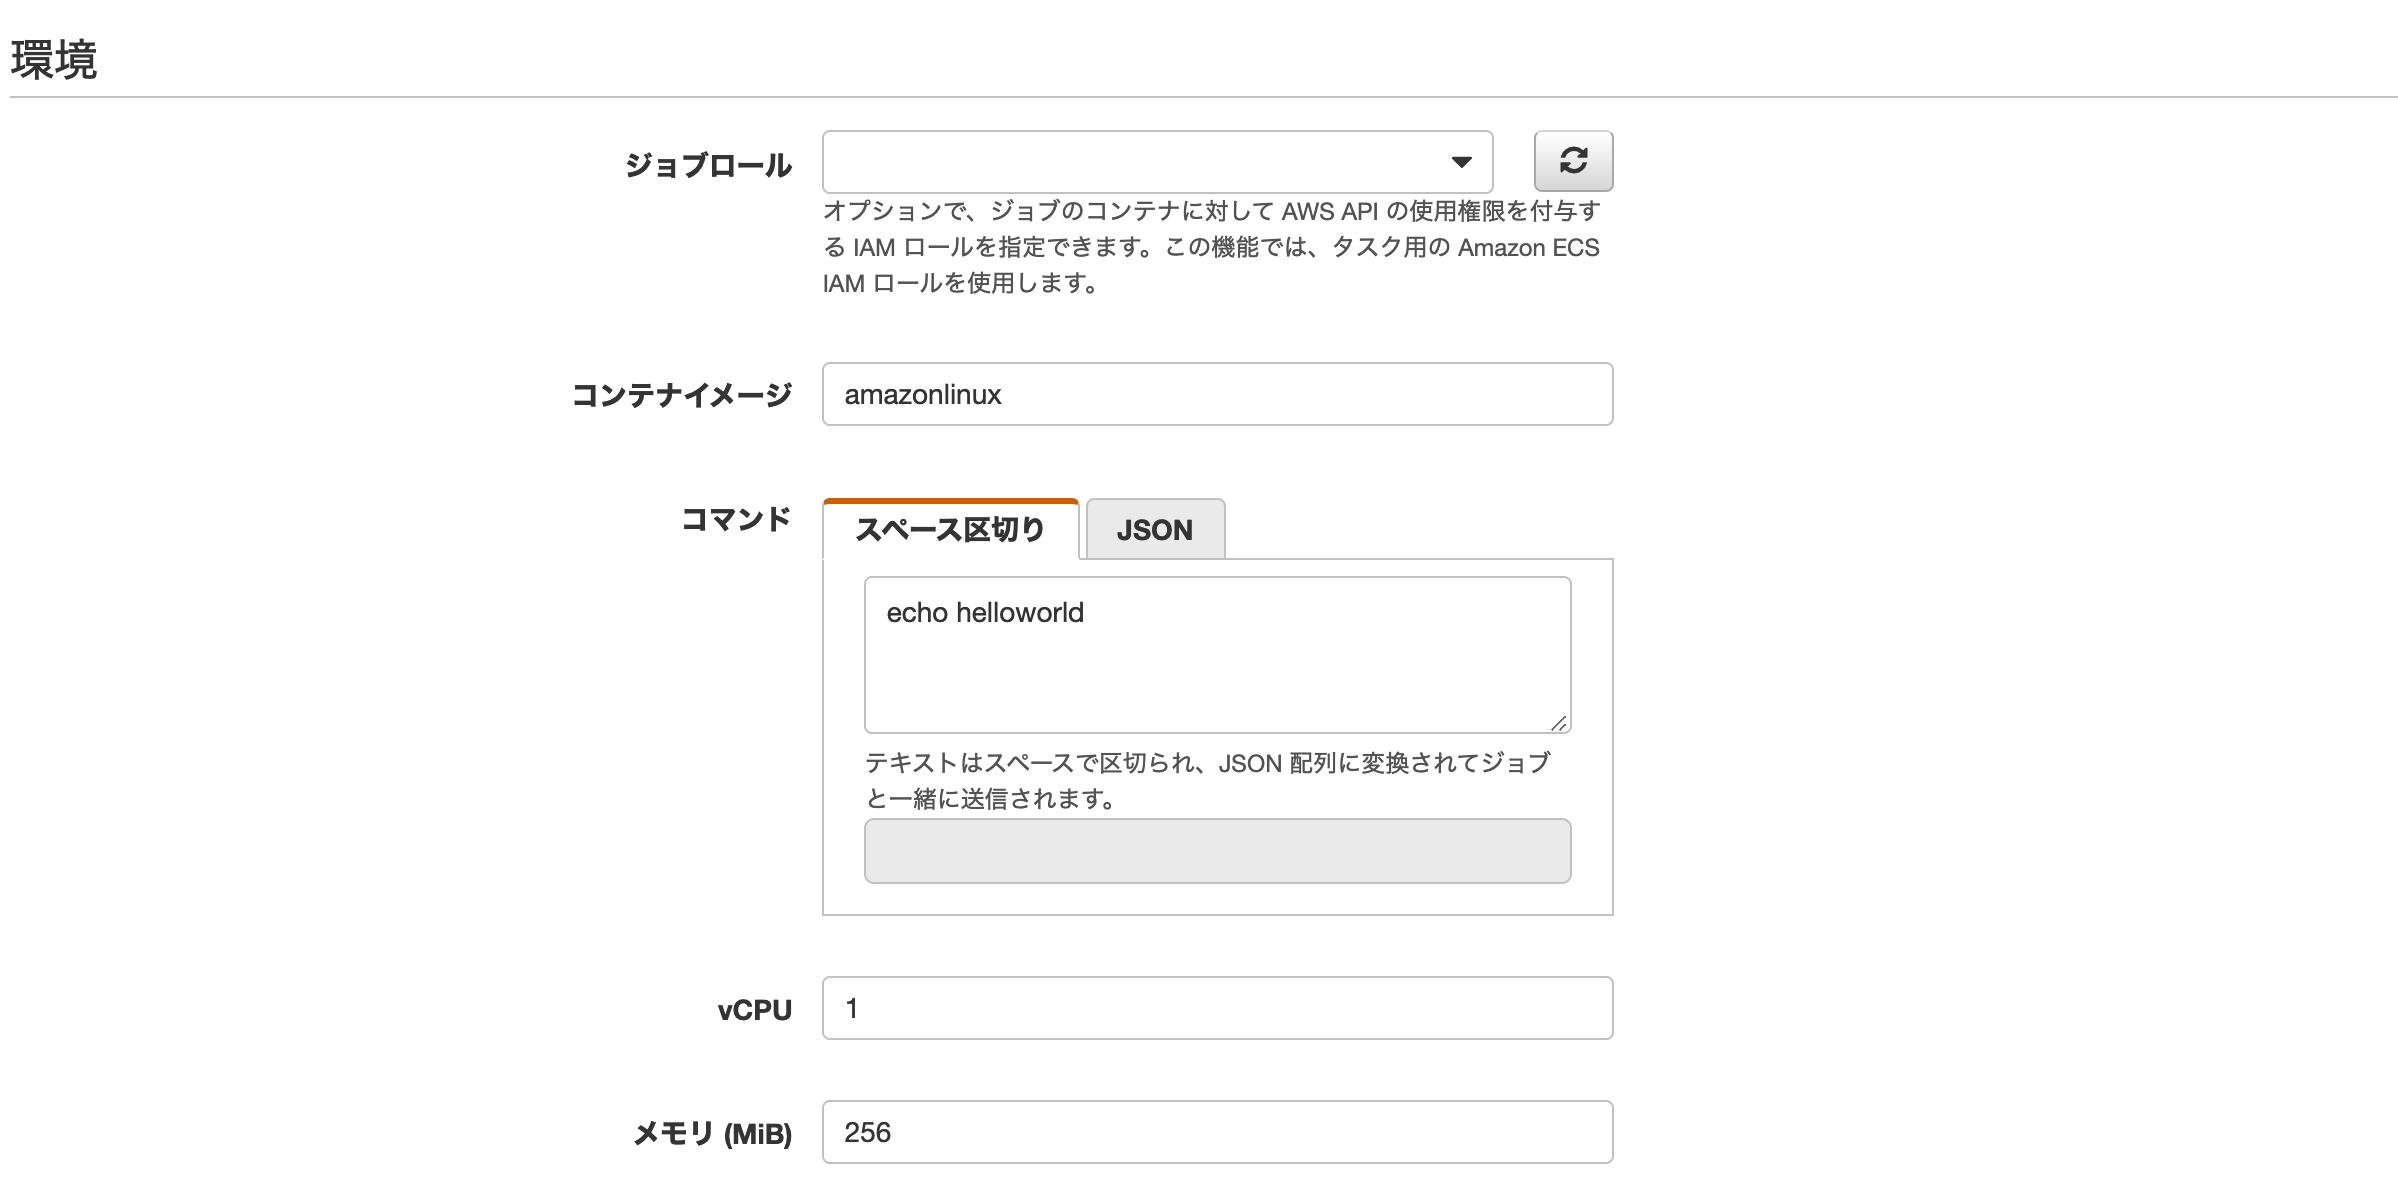 環境
ジョブロール
オプションで、ジョブのコンテナに対して AWS API の使用権限を付与す
る IAM ロールを指定できます。この機能では、タスク用の Amazon ECS
IAM ロールを使用します。
コンテナイメージ amazonlinux
コマンド スペース区切り JSON
echo helloworld
テキストはスペースで区切られ、JSON 配列に変換されてジョブ
と一緒に送信されます。
vCPU 1
メモリ (MiB) 256